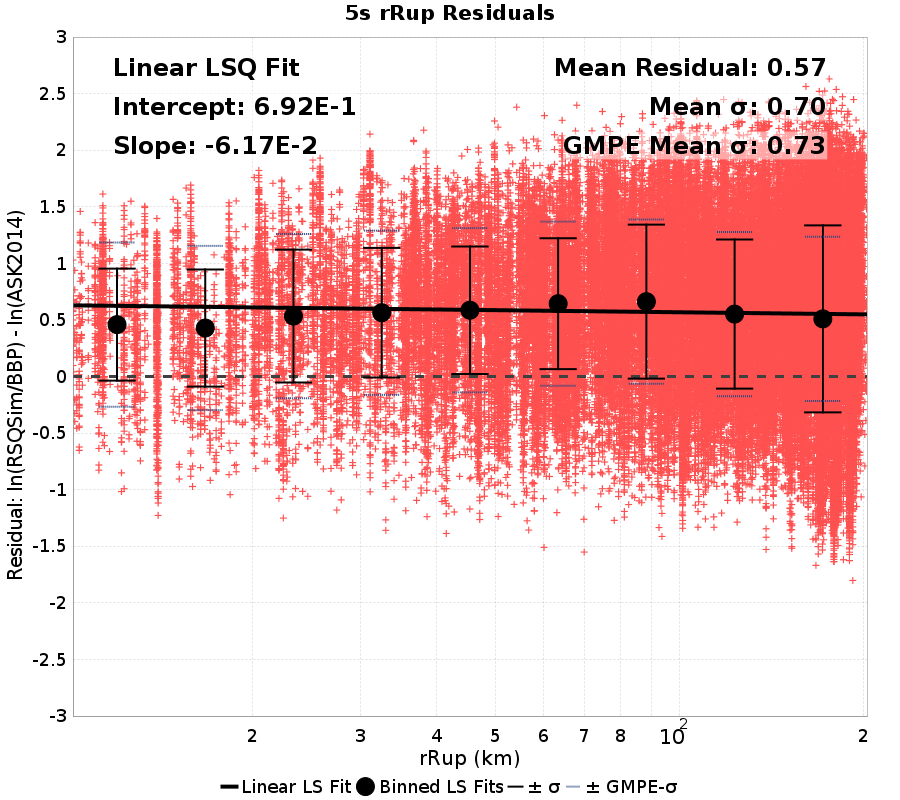 5s rRup Residuals
Linear LSQ Fit
Intercept: 6.92E-1
Slope: -6.17E-2
Mean Residual: 0.57
Mean σ: 0.70
GMPE Mean σ: 0.73
Residual: ln(RSQSim/BBP) - ln(ASK2014)
3
2.5
2
1.5
1
0.5
0
-0.5
-1
-1.5
-2
-2.5
-3
2 3 4 5 6 7 8 10² 2
rRup (km)
Linear LS Fit Binned LS Fits ± σ ± GMPE-σ